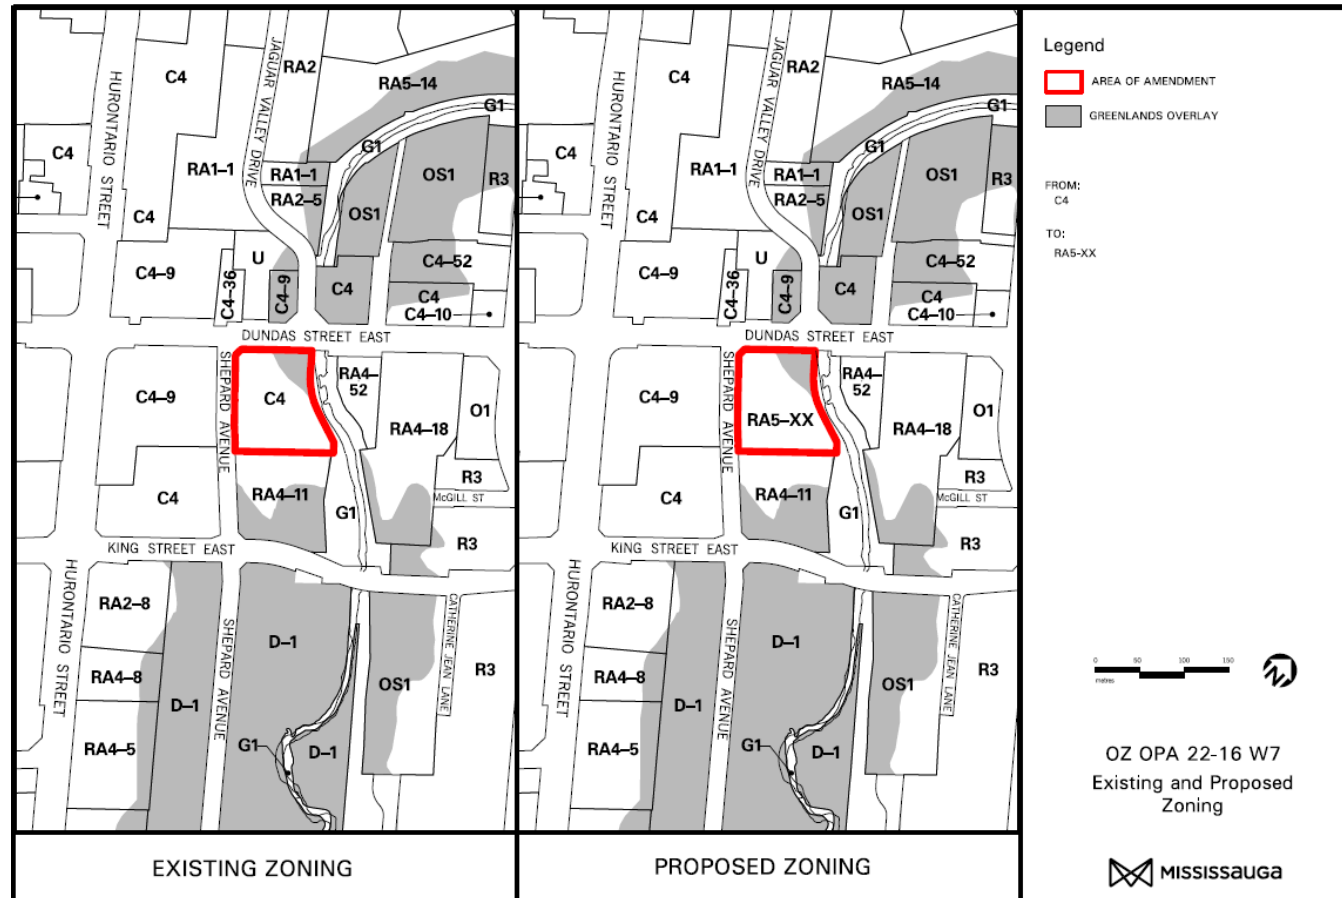 JAGUAR VALLEY DRIVE
RA2
C4
RA5–14
G1
HURONTARIO STREET
C4
G1
RA1–1
RA1–1
OS1
R3
RA2–5
C4
OS1
U
C4–9
C4–36
C4–9
C4
C4–52
C4
C4–10
DUNDAS STREET EAST
SHEPARD AVENUE
C4–9
C4
RA4–
52
RA4–18
O1
C4
RA4–11
G1
R3
McGILL ST
KING STREET EAST
R3
HURONTARIO STREET
RA2–8
SHEPARD AVENUE
D–1
CATHERINE JEAN LANE
RA4–8
D–1
OS1
R3
RA4–5
G1
D–1
EXISTING ZONING
JAGUAR VALLEY DRIVE
RA2
C4
RA5–14
G1
HURONTARIO STREET
C4
G1
RA1–1
RA1–1
OS1
R3
RA2–5
C4
OS1
U
C4–9
C4–36
C4–9
C4
C4–52
C4
C4–10
DUNDAS STREET EAST
SHEPARD AVENUE
C4–9
RA5–XX
RA4–
52
RA4–18
O1
C4
RA4–11
G1
R3
McGILL ST
KING STREET EAST
R3
HURONTARIO STREET
RA2–8
SHEPARD AVENUE
D–1
CATHERINE JEAN LANE
RA4–8
D–1
OS1
R3
RA4–5
G1
D–1
PROPOSED ZONING
Legend
AREA OF AMENDMENT
GREENLANDS OVERLAY
FROM:
C4
TO:
RA5-XX
0 50 100 150
metres
OZ OPA 22-16 W7
Existing and Proposed
Zoning
MISSISSAUGA